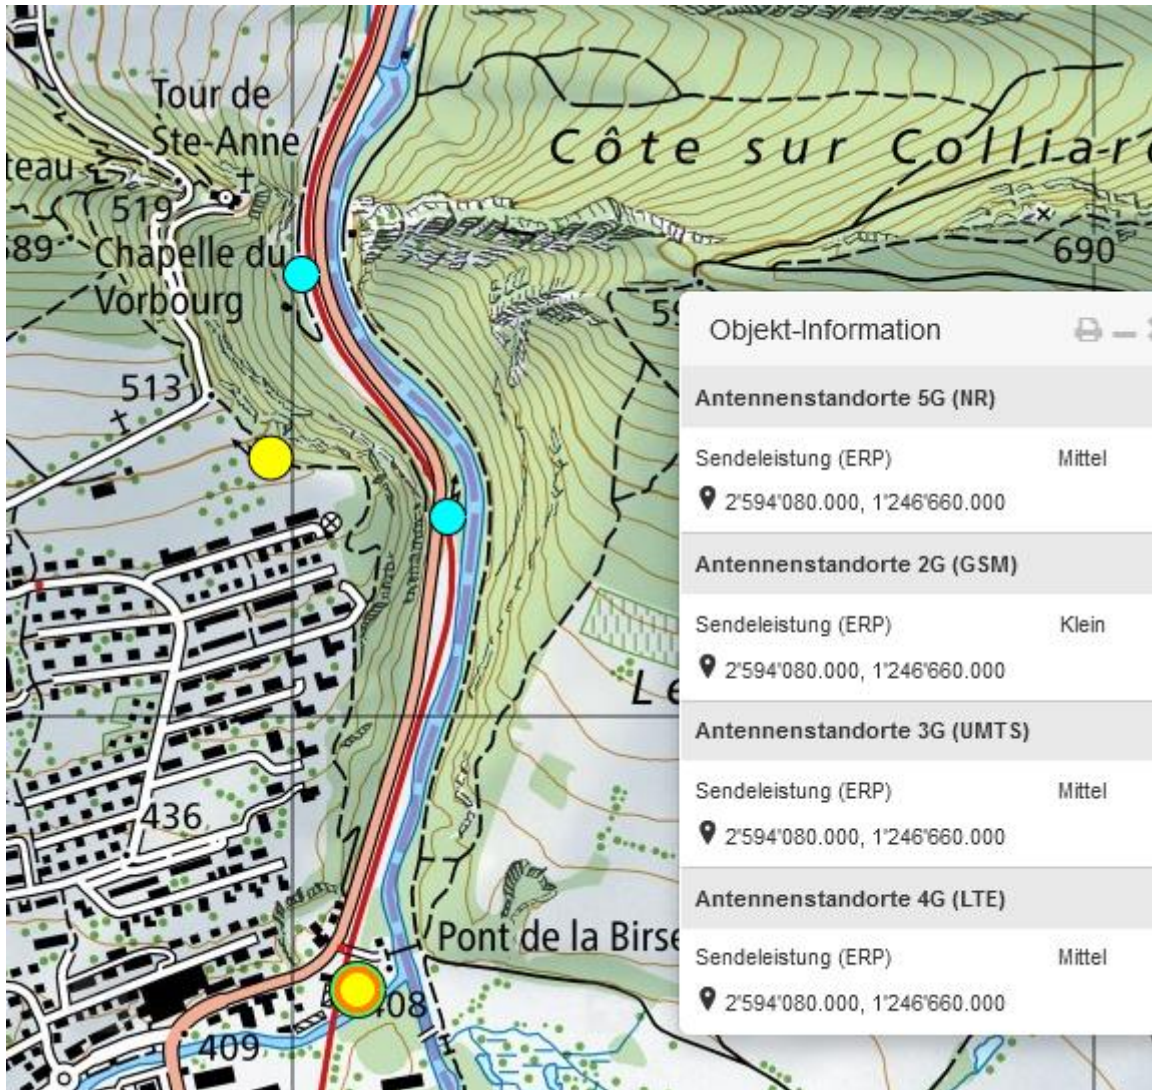 Tour de
Ste-Anne
Côte sur Colliar
teau
519
Chapelle du
Vorbourg
690
513
Objekt-Information
Antennenstandorte 5G (NR)
Sendeleistung (ERP) Mittel
2'594'080.000, 1'246'660.000
Antennenstandorte 2G (GSM)
Sendeleistung (ERP) Klein
2'594'080.000, 1'246'660.000
Antennenstandorte 3G (UMTS)
Sendeleistung (ERP) Mittel
2'594'080.000, 1'246'660.000
Antennenstandorte 4G (LTE)
Sendeleistung (ERP) Mittel
2'594'080.000, 1'246'660.000
Le
436
Pont de la Birse
408
409